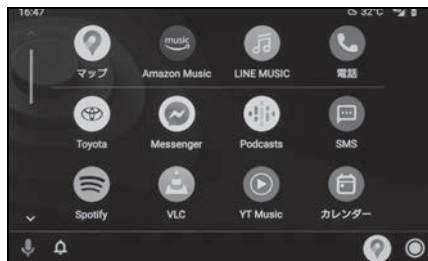 16:47
32°C
マップ
music
Amazon Music
LINE MUSIC
電話
Toyota
Messenger
Podcasts
SMS
Spotify
VLC
YT Music
カレンダー